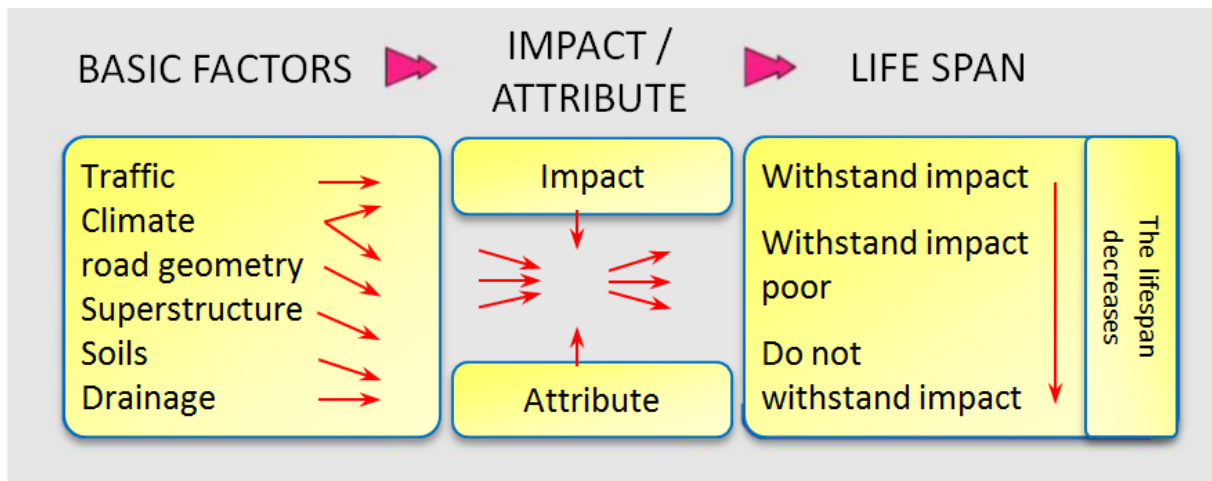 BASIC FACTORS
IMPACT /
ATTRIBUTE
LIFE SPAN
Traffic
Climate
road geometry
Superstructure
Soils
Drainage
Impact
Attribute
Withstand impact
Withstand impact
poor
Do not
withstand impact
The lifespan
decreases